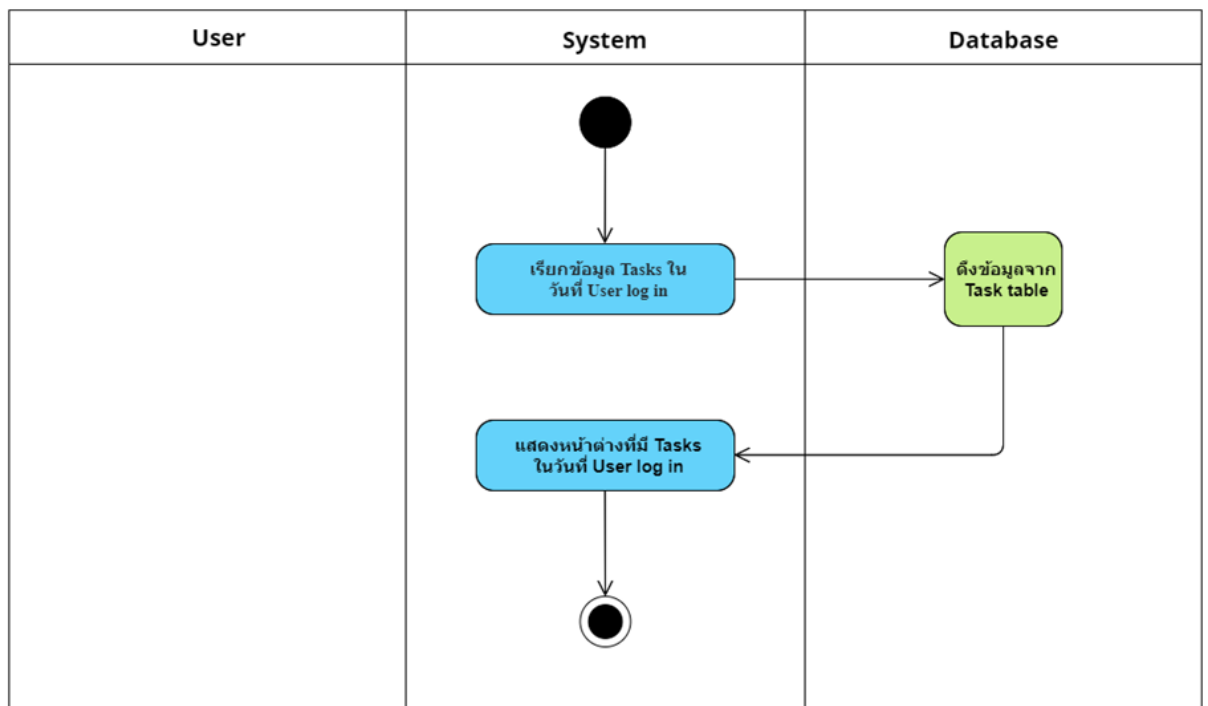 User
System
Database
เรียกข้อมูล Tasks ใน
วันที่ User log in
ดึงข้อมูลจาก
Task table
แสดงหน้าต่างที่มี Tasks
ในวันที่ User log in